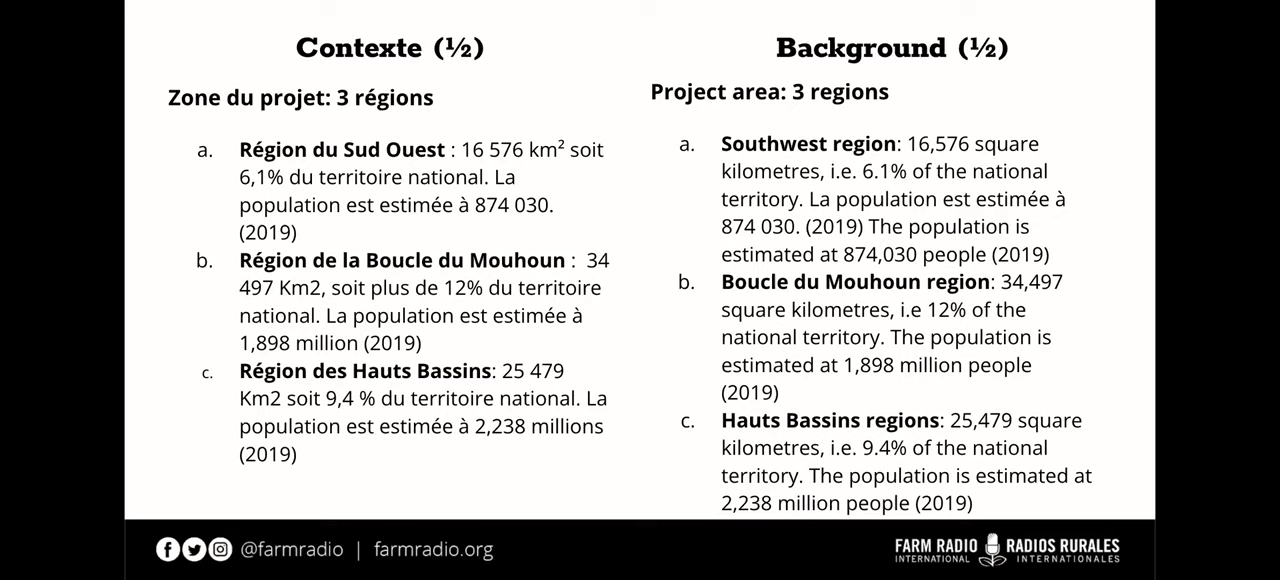 Contexte (½)
Zone du projet: 3 régions
a. Région du Sud Ouest : 16 576 km² soit
6,1% du territoire national. La
population est estimée à 874 030.
(2019)
b. Région de la Boucle du Mouhoun : 34
497 Km2, soit plus de 12% du territoire
national. La population est estimée à
1,898 million (2019)
c. Région des Hauts Bassins: 25 479
Km2 soit 9,4 % du territoire national. La
population est estimée à 2,238 millions
(2019)
Background (½)
Project area: 3 regions
a. Southwest region: 16,576 square
kilometres, i.e. 6.1% of the national
territory. La population est estimée à
874 030. (2019) The population is
estimated at 874,030 people (2019)
b. Boucle du Mouhoun region: 34,497
square kilometres, i.e 12% of the
national territory. The population is
estimated at 1,898 million people
(2019)
c. Hauts Bassins regions: 25,479 square
kilometres, i.e. 9.4% of the national
territory. The population is estimated at
2,238 million people (2019)
@farmradio | farmradio.org
FARM RADIO
INTERNATIONAL
RADIOS RURALES
INTERNATIONALES